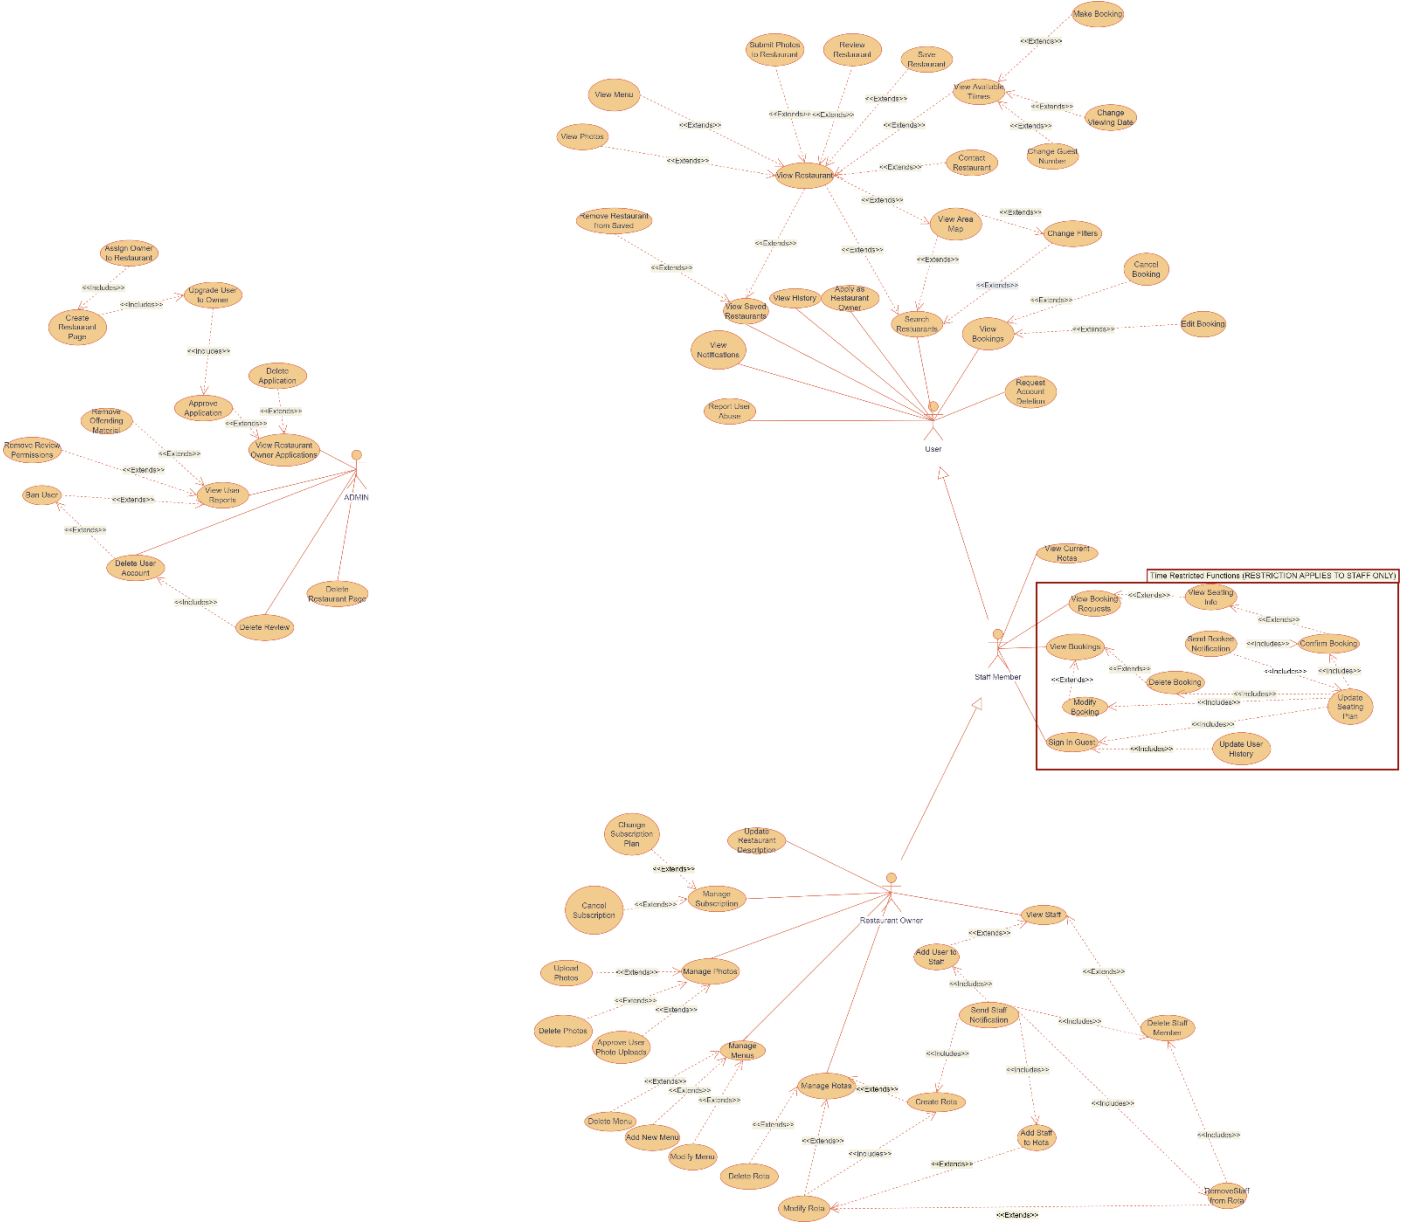 Make Booking
<<Extends>>
Submit Photos
to Restaurant
Review
Restaurant
Save
Restaurant
View Available
Times
View Menu
<<Extends>>
<<Extends>>
<<Extends>>
<<Extends>>
<<Extends>>
Change
Viewing Date
<<Extends>>
<<Extends>>
<<Extends>>
View Photos
<<Extends>>
Contact
Restaurant
<<Extends>>
Change Guest
Number
View Restaurant
<<Extends>>
Remove Restaurant
from Saved
View Area
Map
<<Extends>>
Change Filters
<<Extends>>
<<Extends>>
<<Extends>>
<<Extends>>
Cancel
Booking
<<Extends>>
<<Extends>>
View Saved
Restaurants
View History
Apply as
Restaurant
Owner
Search
Restuarants
View
Bookings
<<Extends>>
Edit Booking
View
Notifications
Request
Account
Deletion
Report User
Abuse
User
Assign Owner
to Restaurant
<<Includes>>
<<Includes>>
Upgrade User
to Owner
Create
Restaurant
Page
<<Includes>>
Delete
Application
Approve
Application
<<Extends>>
<<Extends>>
Remove
Offending
Material
View Restaurant
Owner Applications
Remove Review
Permissions
<<Extends>>
<<Extends>>
Ban User
<<Extends>>
View User
Reports
ADMIN
<<Extends>>
Delete User
Account
<<Includes>>
Delete
Restaurant Page
Delete Review
View Current
Rotas
Time Restricted Functions (RESTRICTION APPLIES TO STAFF ONLY)
View Booking
Requests
<<Extends>>
View Seating
Info
<<Extends>>
View Bookings
Send Bookee
Notification
<<Includes>>
Confirm Booking
<<Extends>>
<<Includes>>
<<Includes>>
<<Extends>>
Delete Booking
<<Includes>>
Modify
Booking
<<Includes>>
Update
Seating
Plan
<<Includes>>
Sign In Guest
<<Includes>>
Update User
History
Staff Member
Change
Subscription
Plan
Update
Restaurant
Description
<<Extends>>
Manage
Subscription
Cancel
Subscription
<<Extends>>
Restaurant Owner
View Staff
<<Extends>>
Add User to
Staff
Upload
Photos
<<Extends>>
Manage Photos
<<Extends>>
<<Includes>>
<<Extends>>
<<Extends>>
Delete Photos
Approve User
Photo Uploads
Send Staff
Notification
<<Includes>>
Delete Staff
Member
Manage
Menus
<<Includes>>
<<Includes>>
<<Extends>>
<<Extends>>
<<Extends>>
Manage Rotas
<<Extends>>
Create Rota
<<Includes>>
Delete Menu
Add New Menu
Modify Menu
<<Extends>>
<<Extends>>
<<Includes>>
Add Staff
to Rota
<<Includes>>
<<Extends>>
Delete Rota
Modify Rota
RemoveStaff
from Rota
<<Extends>>